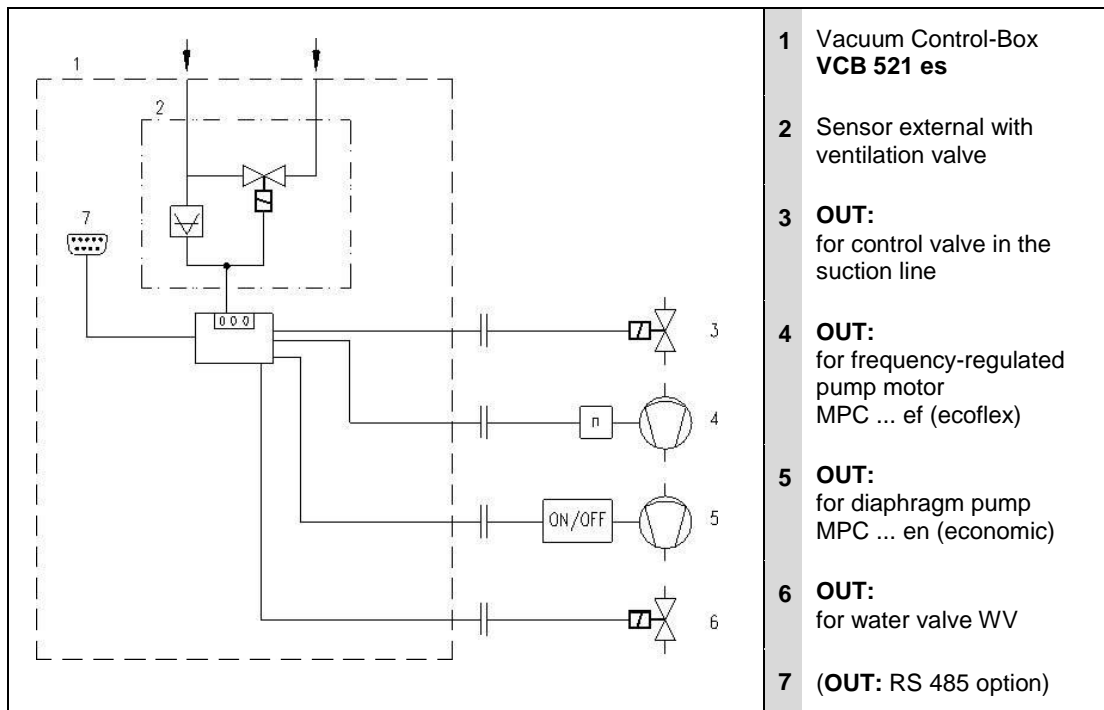 1
2
7
000
3
n
4
ON/OFF
5
6
1 Vacuum Control-Box
VCB 521 es
2 Sensor external with
ventilation valve
3 OUT:
for control valve in the
suction line
4 OUT:
for frequency-regulated
pump motor
MPC ... ef (ecoflex)
5 OUT:
for diaphragm pump
MPC ... en (economic)
6 OUT:
for water valve WV
7 (OUT: RS 485 option)